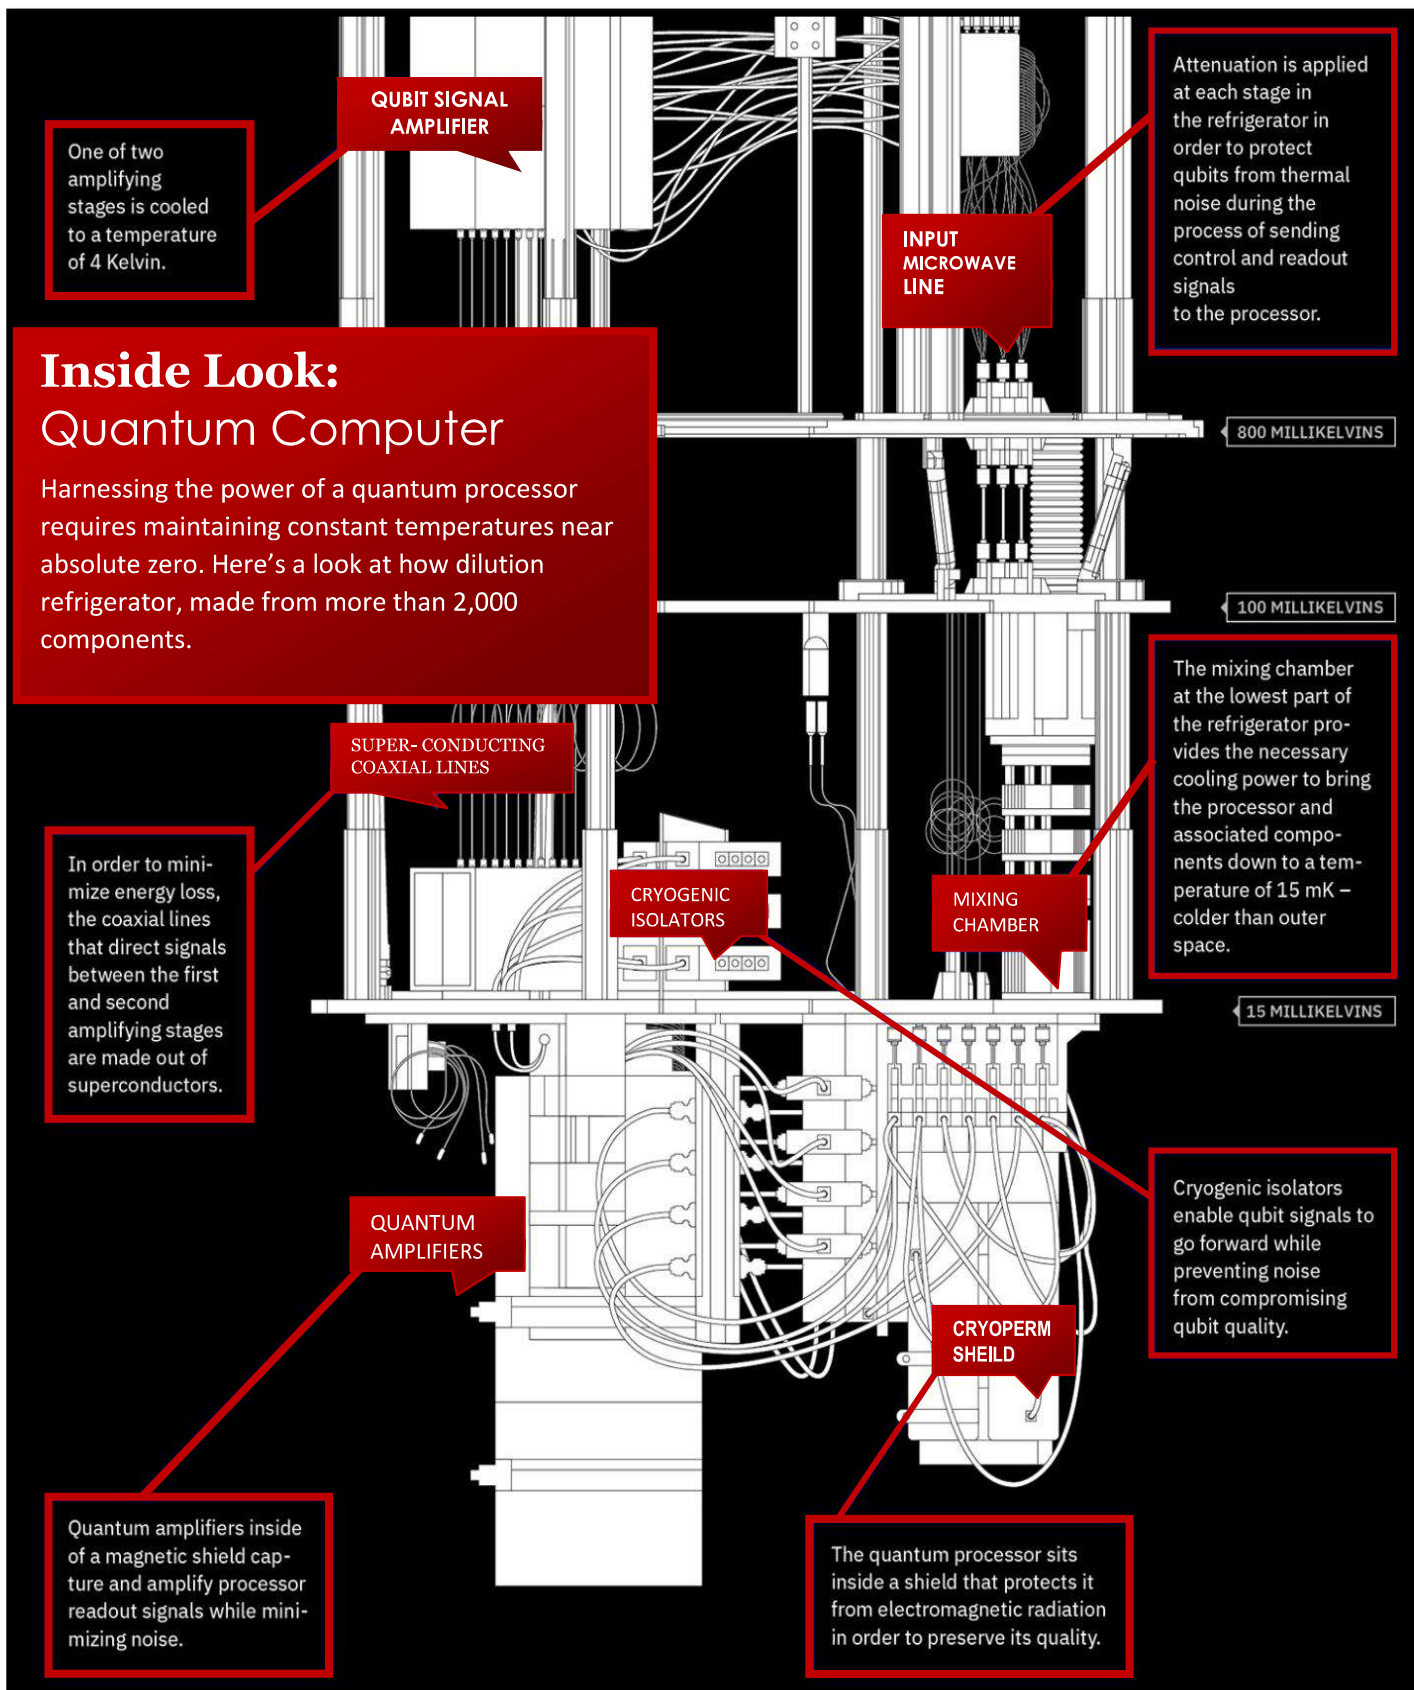 QUBIT SIGNAL
AMPLIFIER
One of two
amplifying
stages is cooled
to a temperature
of 4 Kelvin.
Attenuation is applied
at each stage in
the refrigerator in
order to protect
qubits from thermal
noise during the
process of sending
control and readout
signals
to the processor.
INPUT
MICROWAVE
LINE
Inside Look:
Quantum Computer
Harnessing the power of a quantum processor
requires maintaining constant temperatures near
absolute zero. Here’s a look at how dilution
refrigerator, made from more than 2,000
components.
800 MILLIKELVINS
100 MILLIKELVINS
The mixing chamber
at the lowest part of
the refrigerator pro-
vides the necessary
cooling power to bring
the processor and
associated compo-
nents down to a tem-
perature of 15 mK –
colder than outer
space.
SUPER- CONDUCTING
COAXIAL LINES
In order to mini-
mize energy loss,
the coaxial lines
that direct signals
between the first
and second
amplifying stages
are made out of
superconductors.
CRYOGENIC
ISOLATORS
MIXING
CHAMBER
15 MILLIKELVINS
QUANTUM
AMPLIFIERS
Cryogenic isolators
enable qubit signals to
go forward while
preventing noise
from compromising
qubit quality.
CRYOPERM
SHEILD
Quantum amplifiers inside
of a magnetic shield cap-
ture and amplify processor
readout signals while mini-
mizing noise.
The quantum processor sits
inside a shield that protects it
from electromagnetic radiation
in order to preserve its quality.